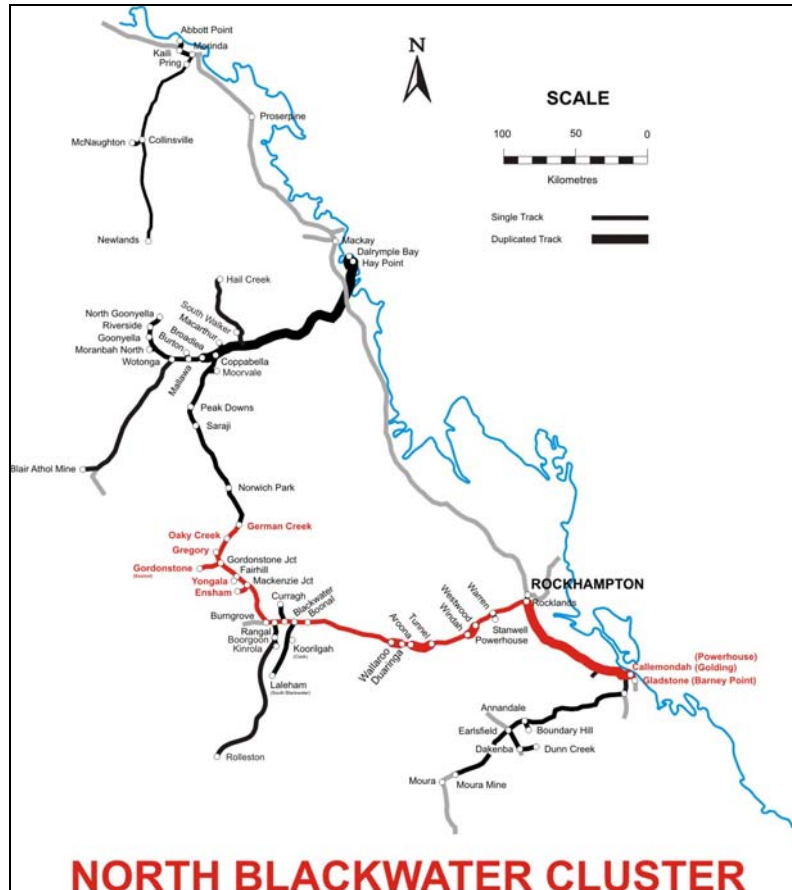 Abbott Point
Kaili
Merinda
Pring
N
SCALE
100
50
0
Kilometres
Single Track
Duplicated Track
Proserpine
McNaughton
Collinsville
Newlands
Mackay
Dalrymple Bay
Hay Point
Hail Creek
South Walker
Macarthur
North Goonyella
Riverside
Goonyella
Broadlea
Burton
Moranbah North
Wotonga
Mallawa
Coppabella
Moorvale
Peak Downs
Saraji
Blair Athol Mine
Norwich Park
German Creek
Oaky Creek
Gregory
Gordonstone Jct
Gordonstone
Fairhill
Yongala
Mackenzie Jct
Ensham
Curragh
Burngrove
Blackwater
Boonal
Rangal
Boorgoon
Kinrola
Koorilgah
(Cook)
Laleham
(South Blackwater)
Rolleston
Wallaroo
Duaringa
Aroona
Tunnel
Windah
Westwood
Warren
Stanwell
Powerhouse
ROCKHAMPTON
Rocklands
(Powerhouse)
Callemondah
(Golding)
Gladstone (Barney Point)
Annandale
Earlsfield
Boundary Hill
Dakenba
Dunn Creek
Moura
Moura Mine
NORTH BLACKWATER CLUSTER